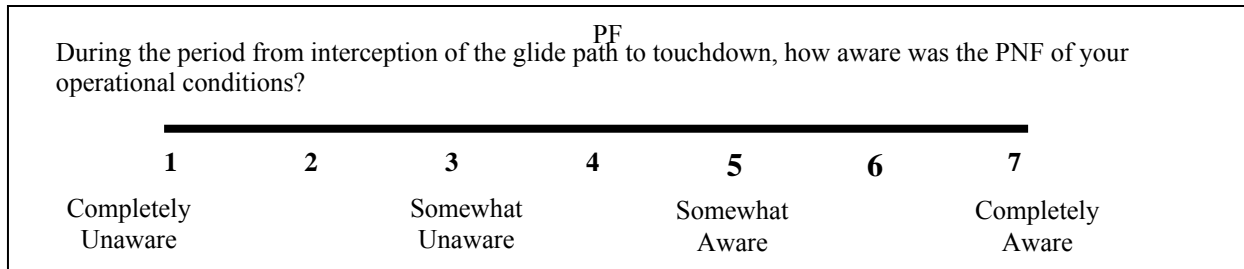 PF
During the period from interception of the glide path to touchdown, how aware was the PNF of your
operational conditions?
1 2 3 4 5 6 7
Completely Somewhat Somewhat Completely
Unaware Unaware Aware Aware